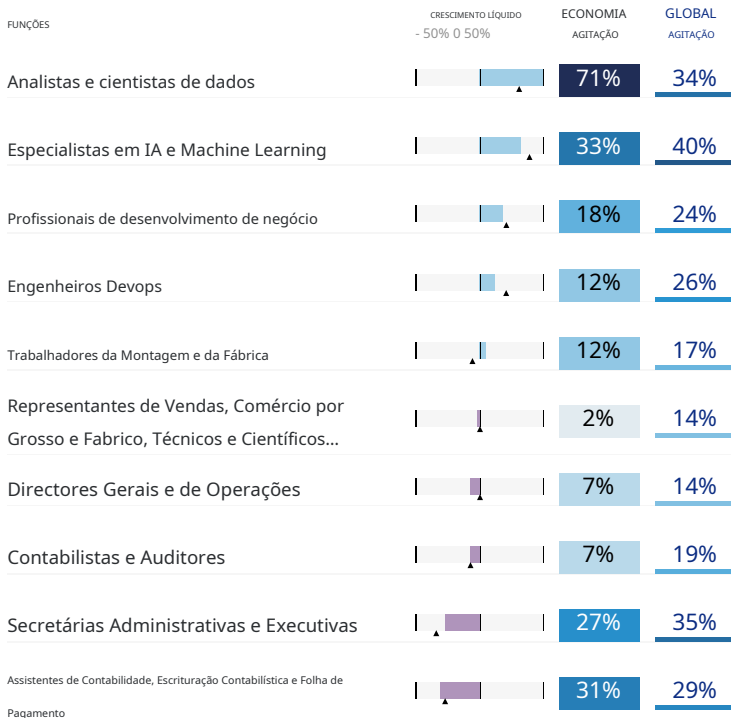 FUNÇÕES
CRESCIMENTO LÍQUIDO
- 50% 0 50%
ECONOMIA
AGITAÇÃO
GLOBAL
AGITAÇÃO
Analistas e cientistas de dados
71%
34%
Especialistas em IA e Machine Learning
33%
40%
Profissionais de desenvolvimento de negócio
18%
24%
Engenheiros Devops
12%
26%
Trabalhadores da Montagem e da Fábrica
12%
17%
Representantes de Vendas, Comércio por
Grosso e Fabrico, Técnicos e Científicos...
2%
14%
Directores Gerais e de Operações
7%
14%
Contabilistas e Auditores
7%
19%
Secretárias Administrativas e Executivas
27%
35%
Assistentes de Contabilidade, Escrituração Contabilística e Folha de
Pagamento
31%
29%